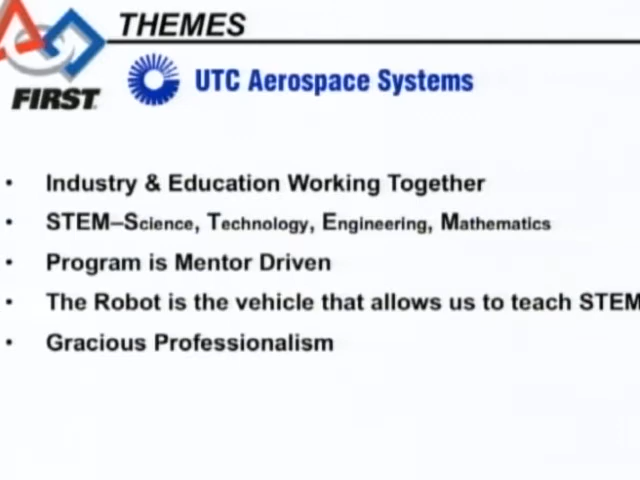 THEMES
FIRST
UTC Aerospace Systems
• Industry & Education Working Together
• STEM–Science, Technology, Engineering, Mathematics
• Program is Mentor Driven
• The Robot is the vehicle that allows us to teach STEM
• Gracious Professionalism